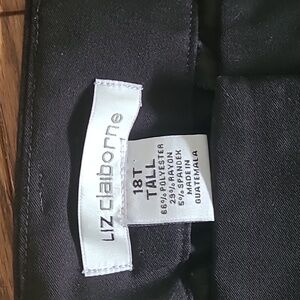 LIZ claiborne
18T
TALL
66% POLYESTER
29% RAYON
5% SPANDEX
MADE IN
GUATEMALA